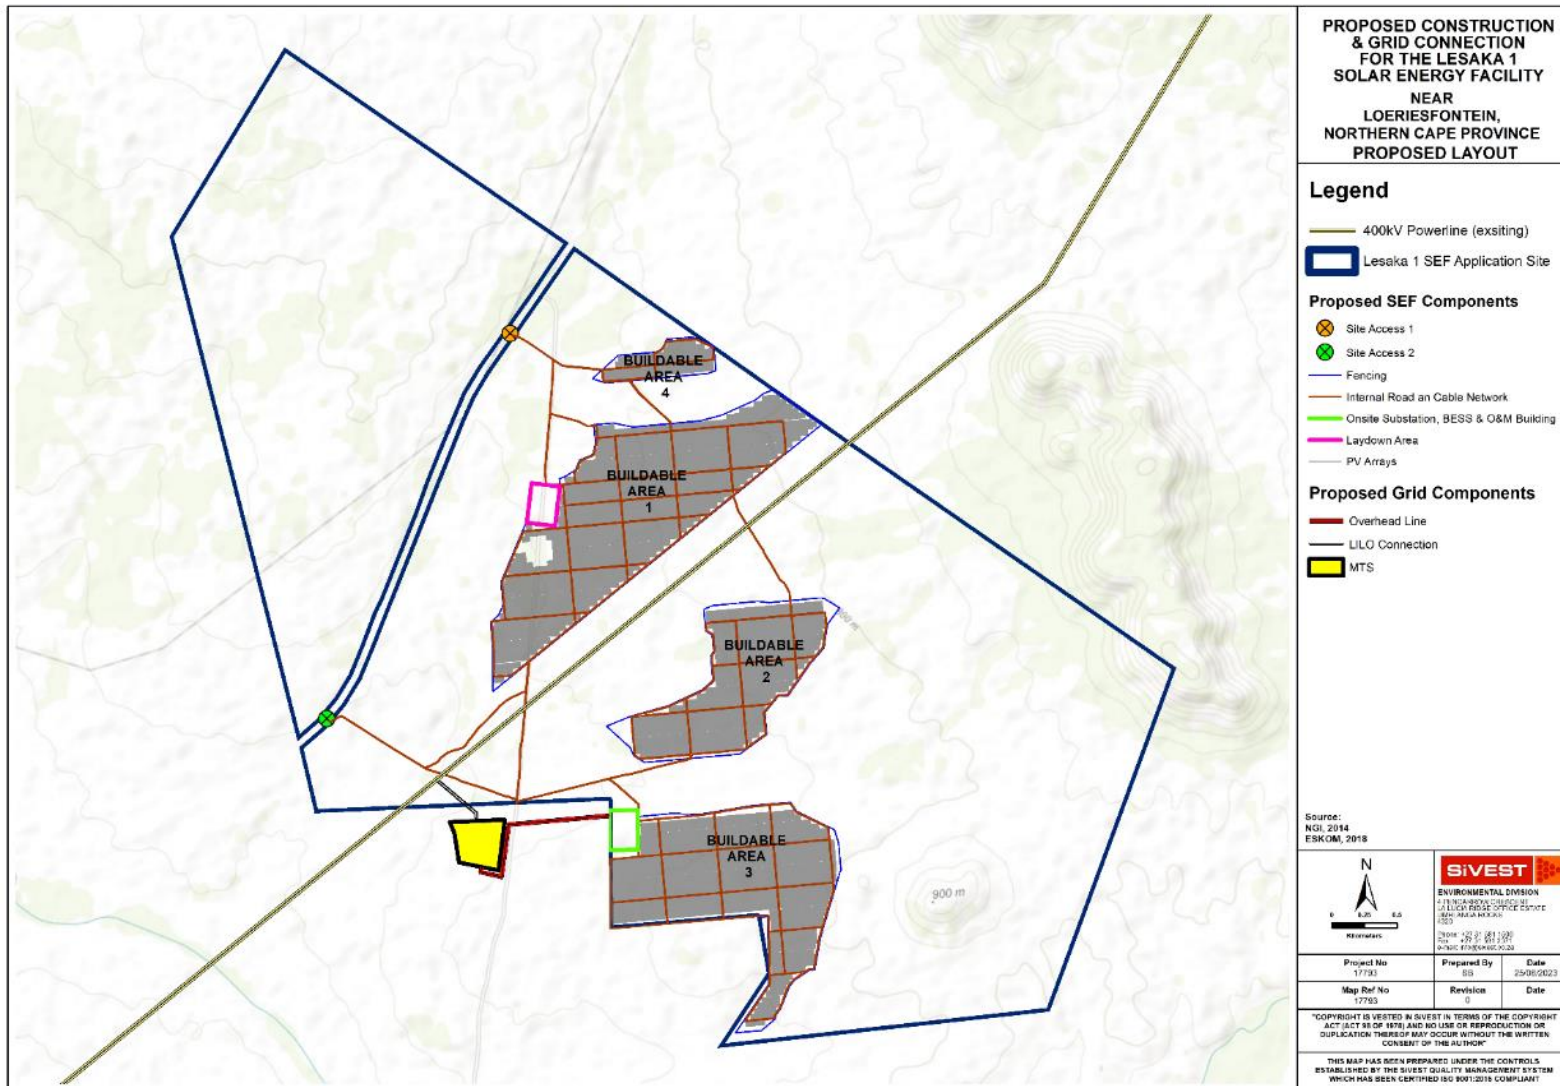 PROPOSED CONSTRUCTION
& GRID CONNECTION
FOR THE LESAKA 1
SOLAR ENERGY FACILITY
NEAR
LOERIESFONTEIN,
NORTHERN CAPE PROVINCE
PROPOSED LAYOUT
Legend
400kV Powerline (exsiting)
Lesaka 1 SEF Application Site
Proposed SEF Components
Site Access 1
Site Access 2
Fencing
Internal Road an Cable Network
Onsite Substation, BESS & O&M Building
Laydown Area
PV Arrays
Proposed Grid Components
Overhead Line
LILO Connection
MTS
BUILDABLE
AREA
4
BUILDABLE
AREA
1
BUILDABLE
AREA
2
BUILDABLE
AREA
3
900 m
Source:
NGI, 2014
ESKOM, 2018
N
Kilometers
SiVEST
ENVIRONMENTAL DIVISION
LA LUCIA RIDGE OFFICE ESTATE
Project No
17793
Prepared By
SS
Date
25/08/2023
Map Ref No
17793
Revision
0
Date
"COPYRIGHT IS VESTED IN SIVEST IN TERMS OF THE COPYRIGHT
ACT (ACT 98 OF 1978) AND NO USE OR REPRODUCTION OR
DUPLICATION THEREOF MAY OCCUR WITHOUT THE WRITTEN
CONSENT OF THE AUTHOR"
THIS MAP HAS BEEN PREPARED UNDER THE CONTROLS
ESTABLISHED BY THE SIVEST QUALITY MANAGEMENT SYSTEM
WHICH HAS BEEN CERTIFIED ISO 9001:2015 COMPLIANT